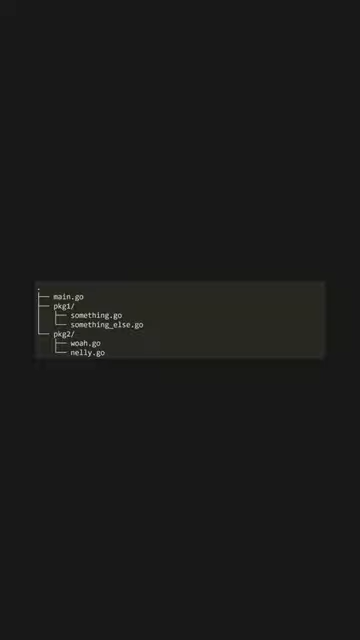 .
├── main.go
├── pkg1/
│   ├── something.go
│   └── something_else.go
└── pkg2/
    ├── woah.go
    └── nelly.go